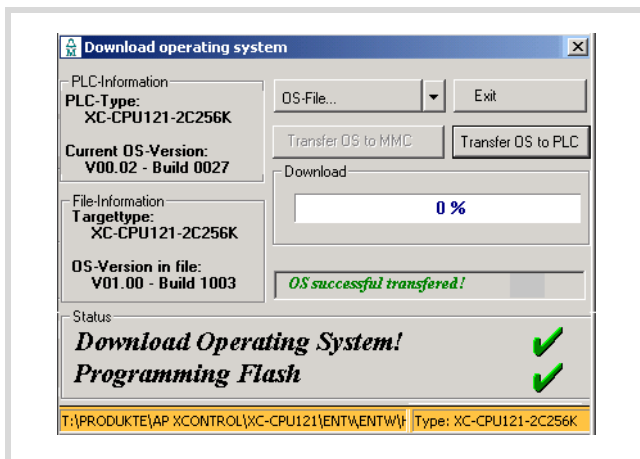 Download operating system
PLC-Information
PLC-Type:
XC-CPU121-2C256K
Current OS-Version:
V00.02 - Build 0027
File-Information
Targettype:
XC-CPU121-2C256K
OS-Version in file:
V01.00 - Build 1003
OS-File...
Exit
Transfer OS to MMC
Transfer OS to PLC
Download
0 %
OS successful transfered!
Status
Download Operating System!
Programming Flash
T:\PRODUKTE\AP XCONTROL\XC-CPU121\ENTW\ENTW\
Type: XC-CPU121-2C256K